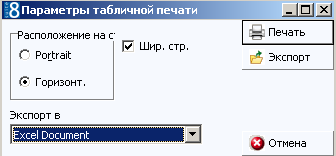 Параметры табличной печати
Расположение на с
Portrait
Горизонт.
Шир. стр.
Печать
Экспорт
Экспорт в
Excel Document
Отмена